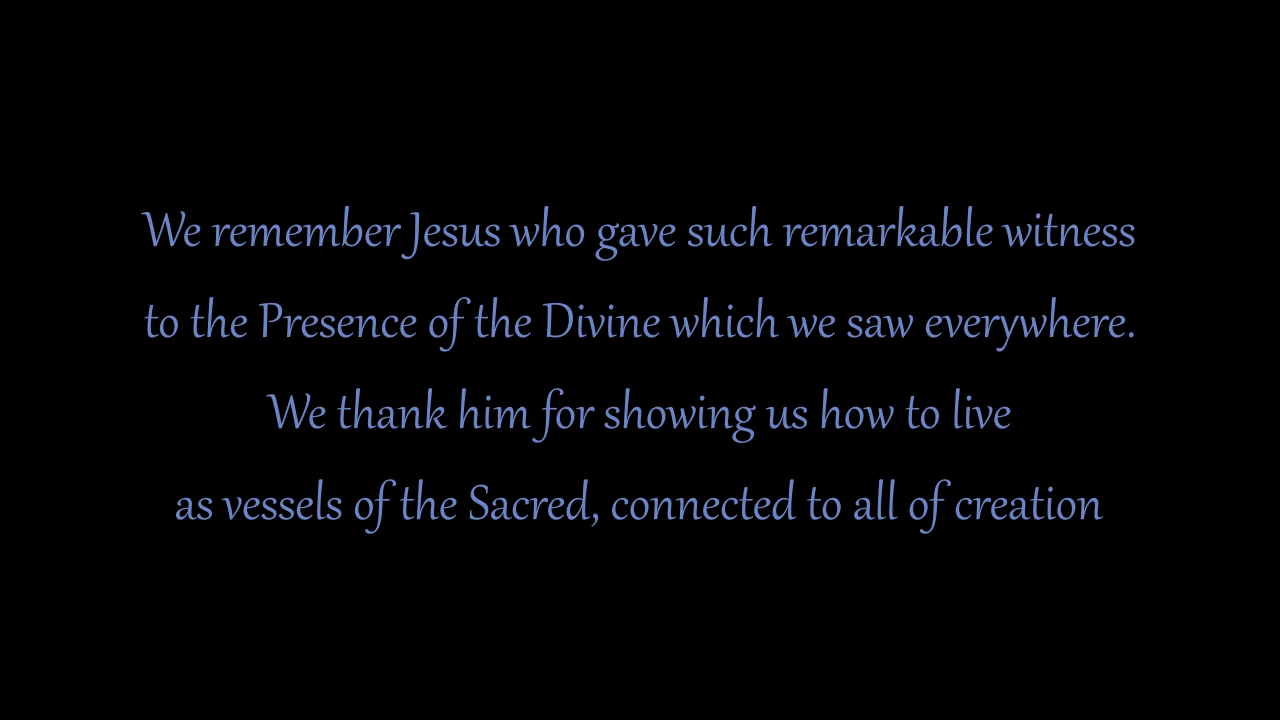 We remember Jesus who gave such remarkable witness
to the Presence of the Divine which we saw everywhere.
We thank him for showing us how to live
as vessels of the Sacred, connected to all of creation